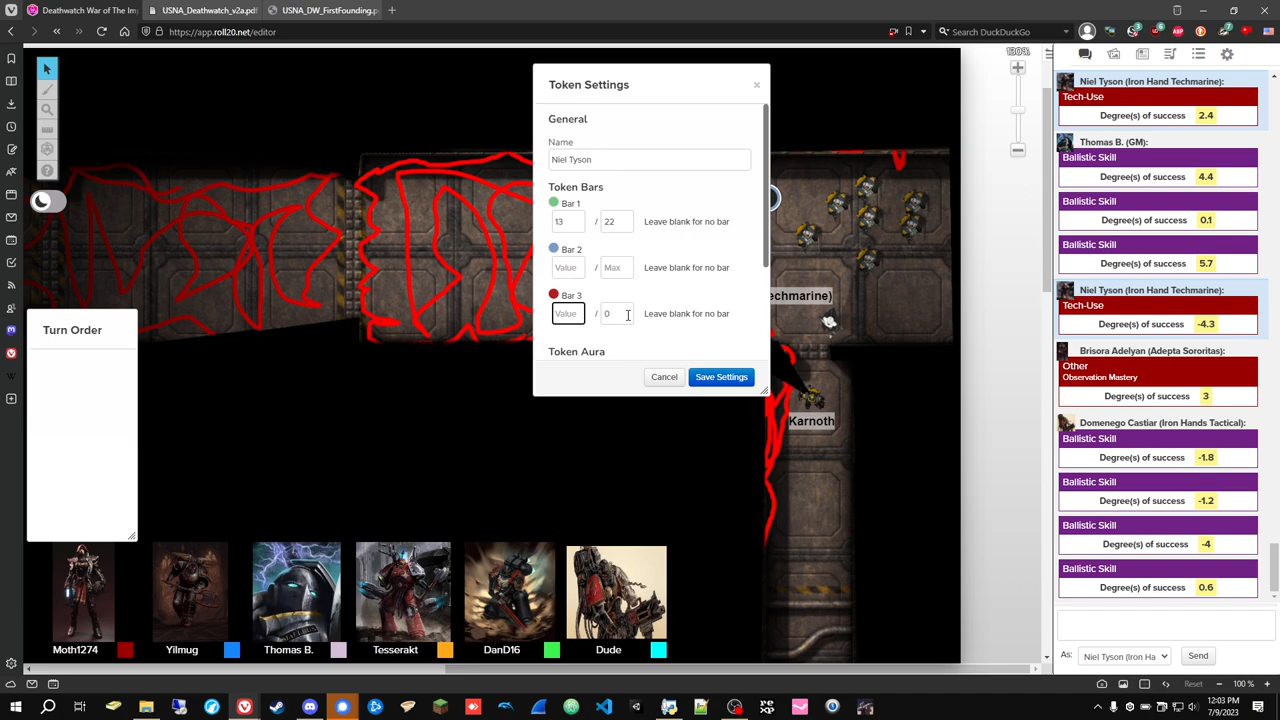 Deathwatch War of The Im
USNA_Deathwatch_v2a.pdf
USNA_DW_FirstFounding.p
https://app.roll20.net/editor
Search DuckDuckGo
130%
Token Settings
General
Name
Niel Tyson
Token Bars
Bar 1
13 / 22 Leave blank for no bar
Bar 2
Value / Max Leave blank for no bar
Bar 3
Value / 0 Leave blank for no bar
Token Aura
Cancel Save Settings
echmarine)
Karnoth
Turn Order
Moth1274
Yilmug
Thomas B.
Tesserakt
DanD16
Dude
Niel Tyson (Iron Hand Techmarine):
Tech-Use
Degree(s) of success 2.4
Thomas B. (GM):
Ballistic Skill
Degree(s) of success 4.4
Ballistic Skill
Degree(s) of success 0.1
Ballistic Skill
Degree(s) of success 5.7
Niel Tyson (Iron Hand Techmarine):
Tech-Use
Degree(s) of success -4.3
Brisora Adelyan (Adepta Sororitas):
Other
Observation Mastery
Degree(s) of success 3
Domenego Castiar (Iron Hands Tactical):
Ballistic Skill
Degree(s) of success -1.8
Ballistic Skill
Degree(s) of success -1.2
Ballistic Skill
Degree(s) of success -4
Ballistic Skill
Degree(s) of success 0.6
As: Niel Tyson (Iron Ha Send
Reset 100 %
12:03 PM
7/9/2023